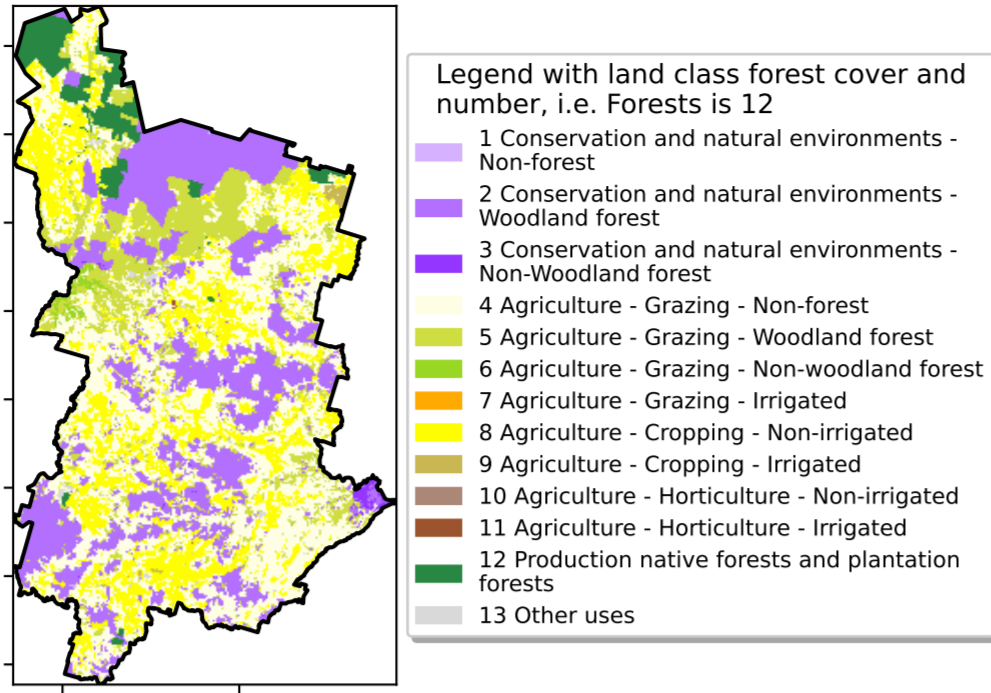 Legend with land class forest cover and
number, i.e. Forests is 12
1 Conservation and natural environments -
Non-forest
2 Conservation and natural environments -
Woodland forest
3 Conservation and natural environments -
Non-Woodland forest
4 Agriculture - Grazing - Non-forest
5 Agriculture - Grazing - Woodland forest
6 Agriculture - Grazing - Non-woodland forest
7 Agriculture - Grazing - Irrigated
8 Agriculture - Cropping - Non-irrigated
9 Agriculture - Cropping - Irrigated
10 Agriculture - Horticulture - Non-irrigated
11 Agriculture - Horticulture - Irrigated
12 Production native forests and plantation
forests
13 Other uses